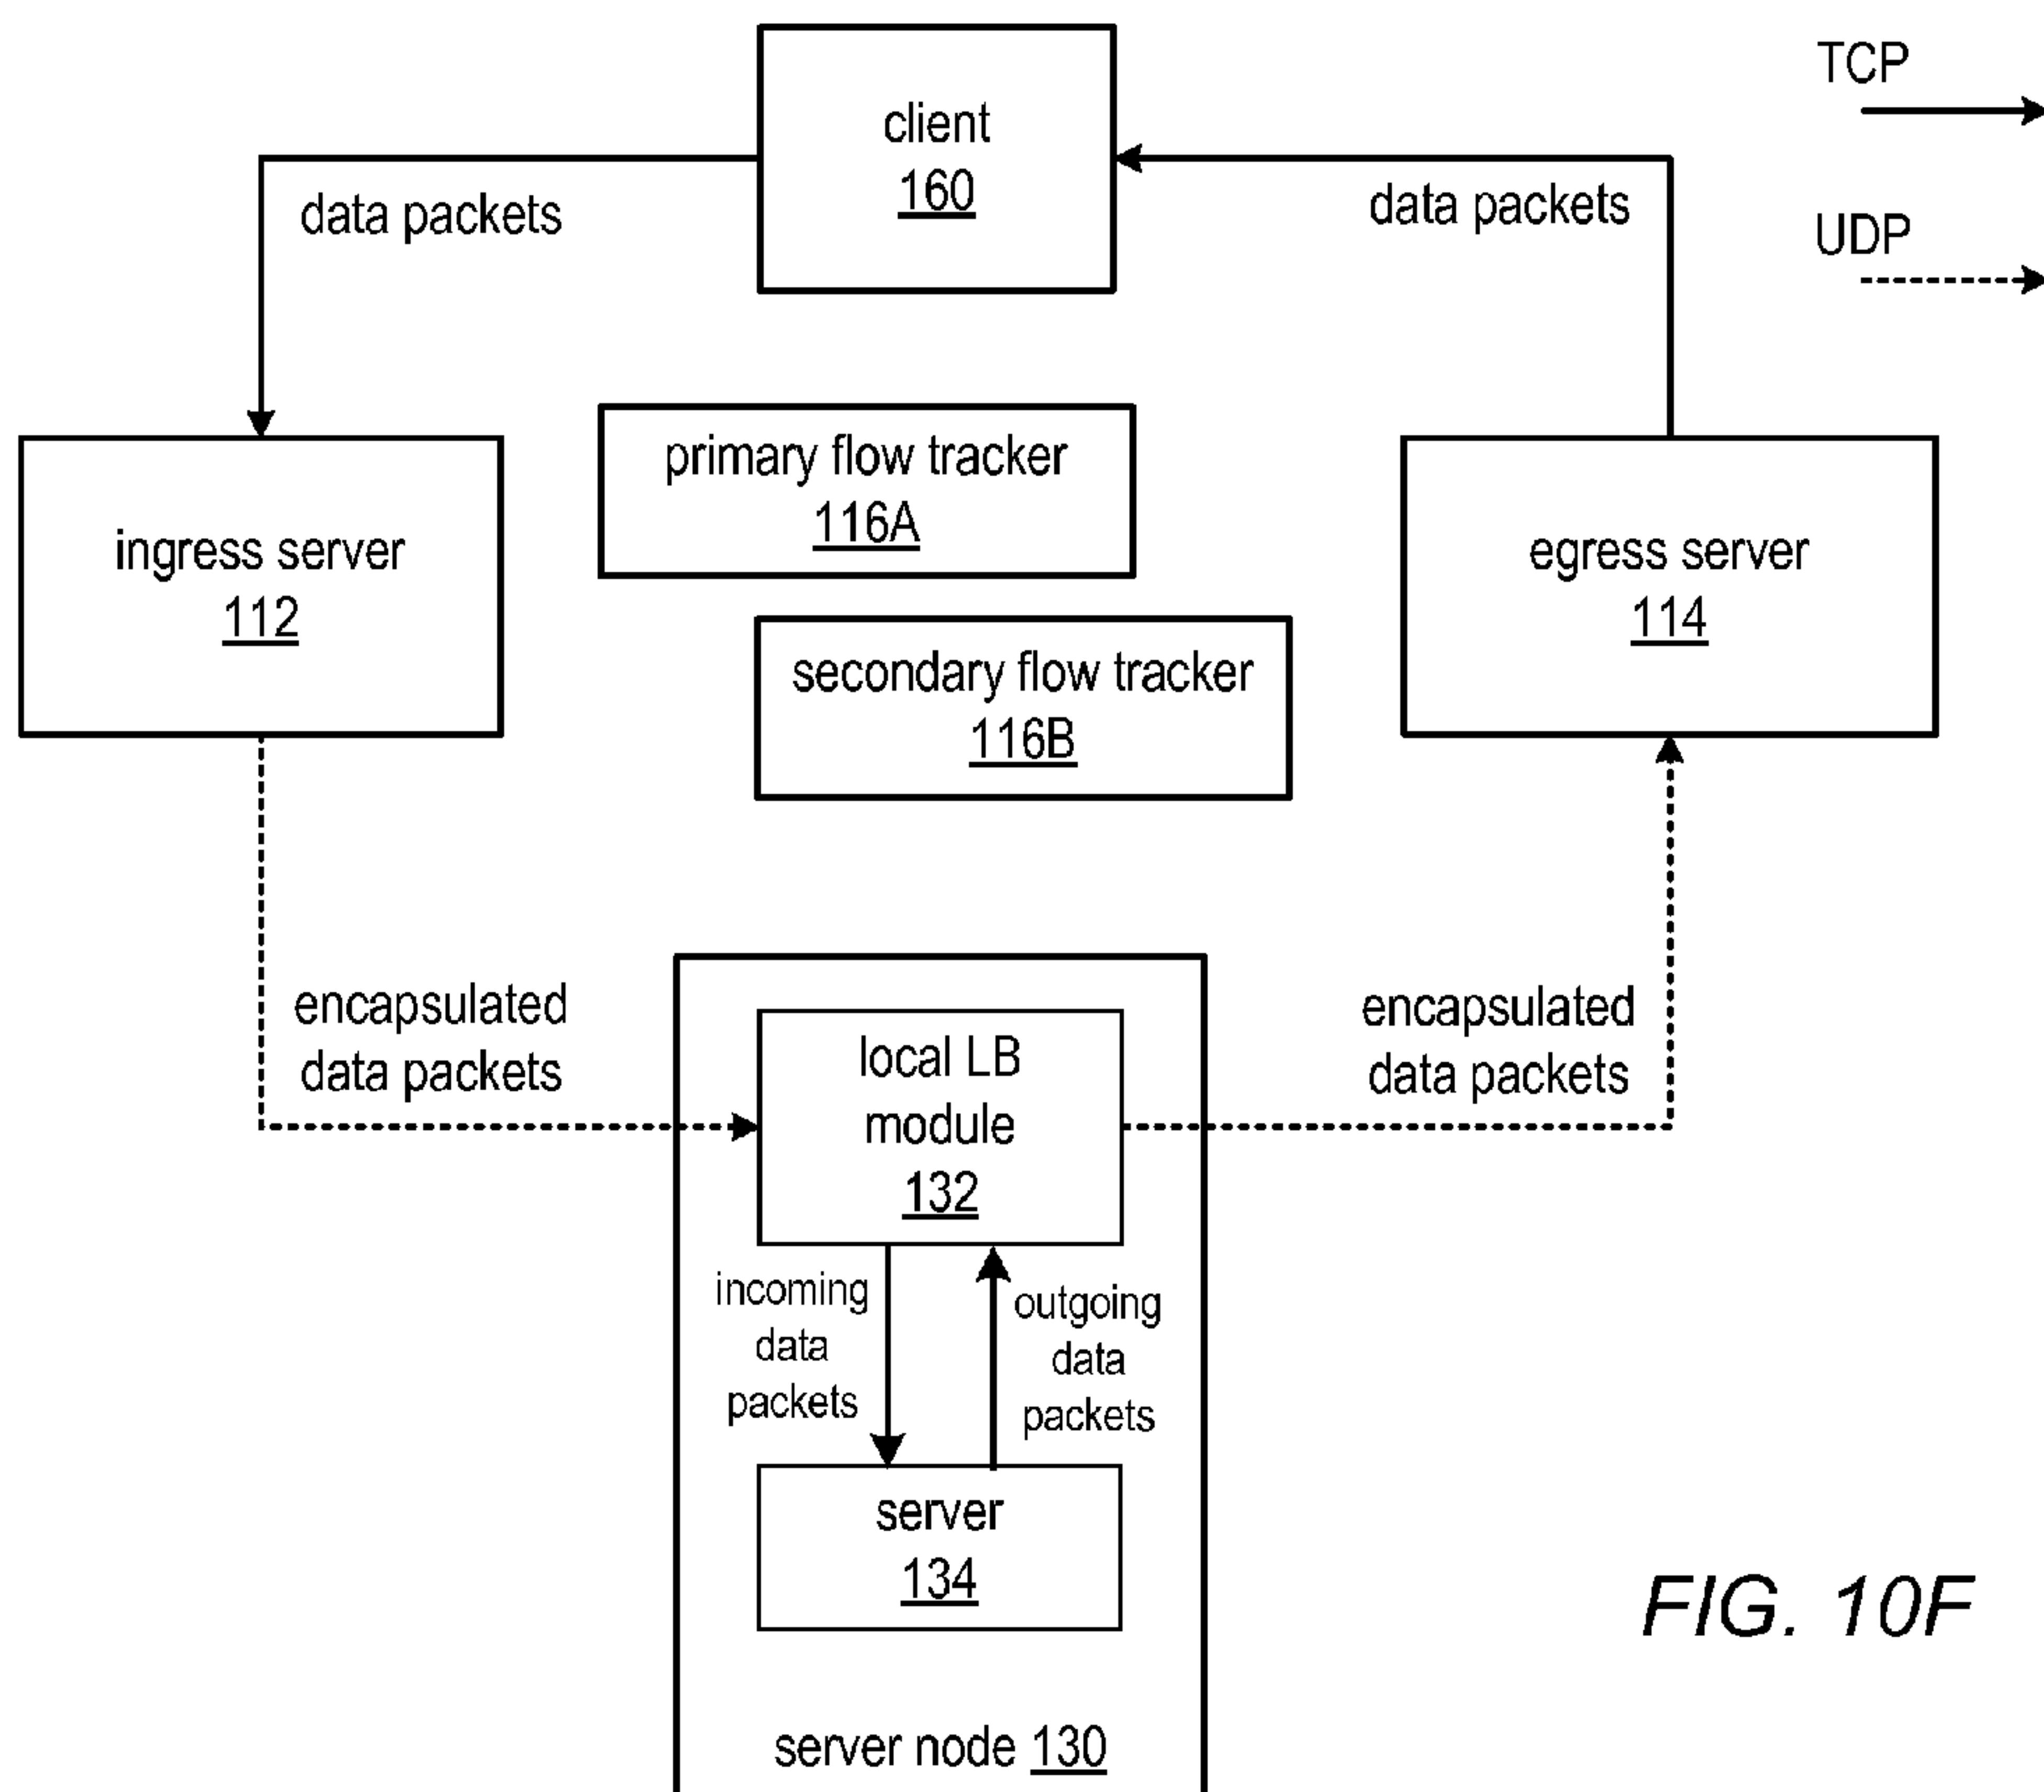 client
160
TCP
UDP
data packets
data packets
primary flow tracker
116A
ingress server
112
egress server
114
secondary flow tracker
116B
encapsulated
data packets
local LB
module
132
encapsulated
data packets
incoming
data
packets
outgoing
data
packets
server
134
server node 130
FIG. 10F